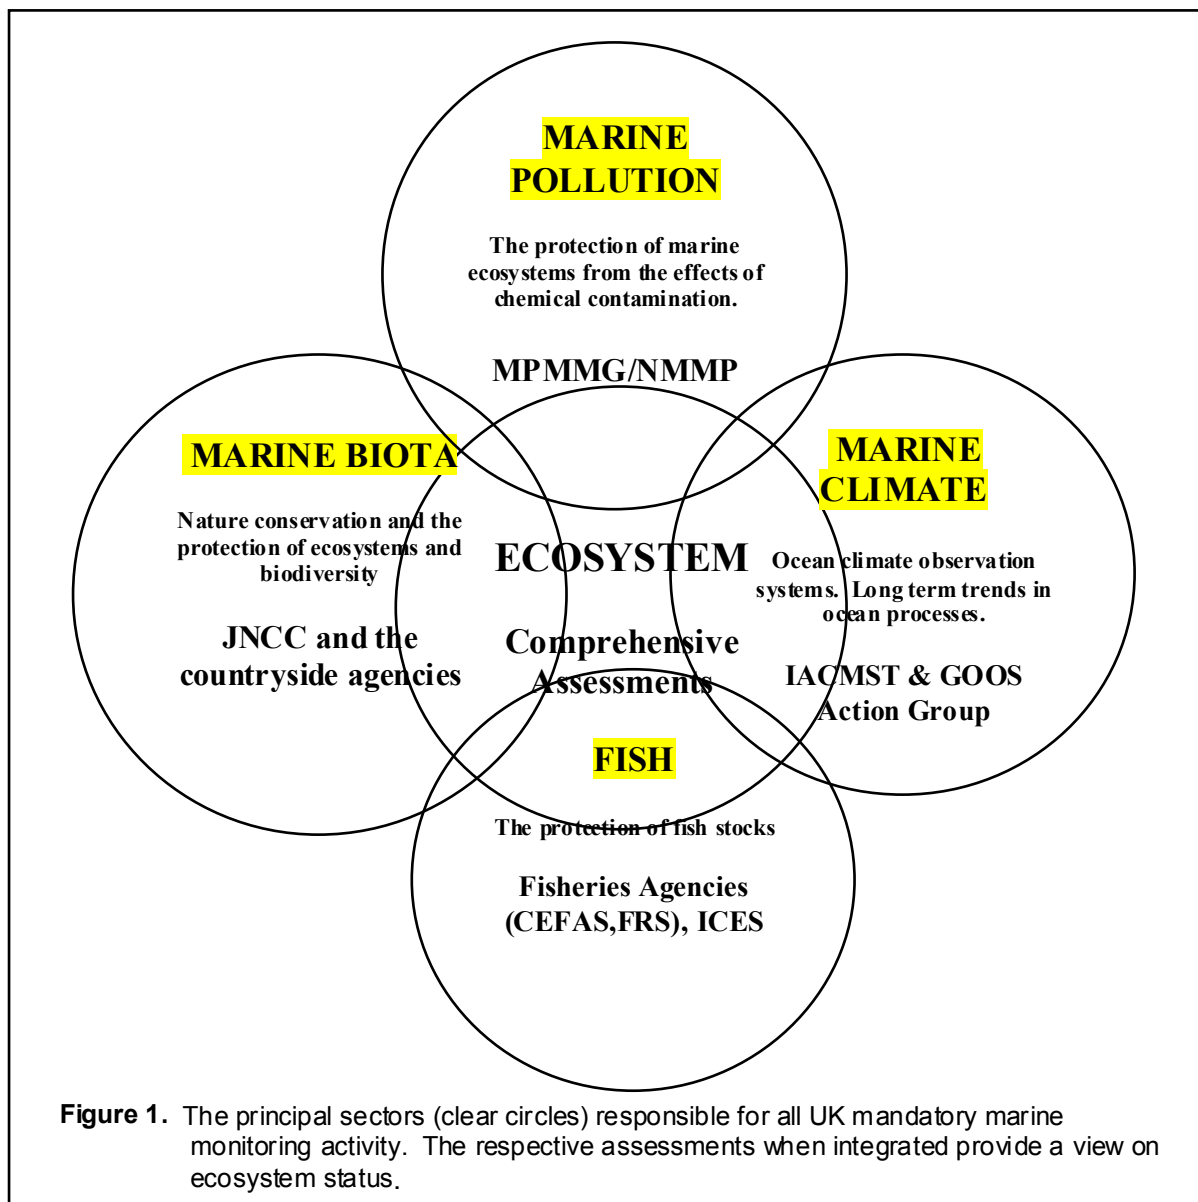 MARINE
POLLUTION
The protection of marine
ecosystems from the effects of
chemical contamination.
MPMMG/NMMP
MARINE BIOTA
Nature conservation and the
protection of ecosystems and
biodiversity
JNCC and the
countryside agencies
ECOSYSTEM
Comprehensive
Assessments
MARINE
CLIMATE
Ocean climate observation
systems. Long term trends in
ocean processes.
IACMST & GOOS
Action Group
FISH
The protection of fish stocks
Fisheries Agencies
(CEFAS,FRS), ICES
Figure 1. The principal sectors (clear circles) responsible for all UK mandatory marine
monitoring activity. The respective assessments when integrated provide a view on
ecosystem status.